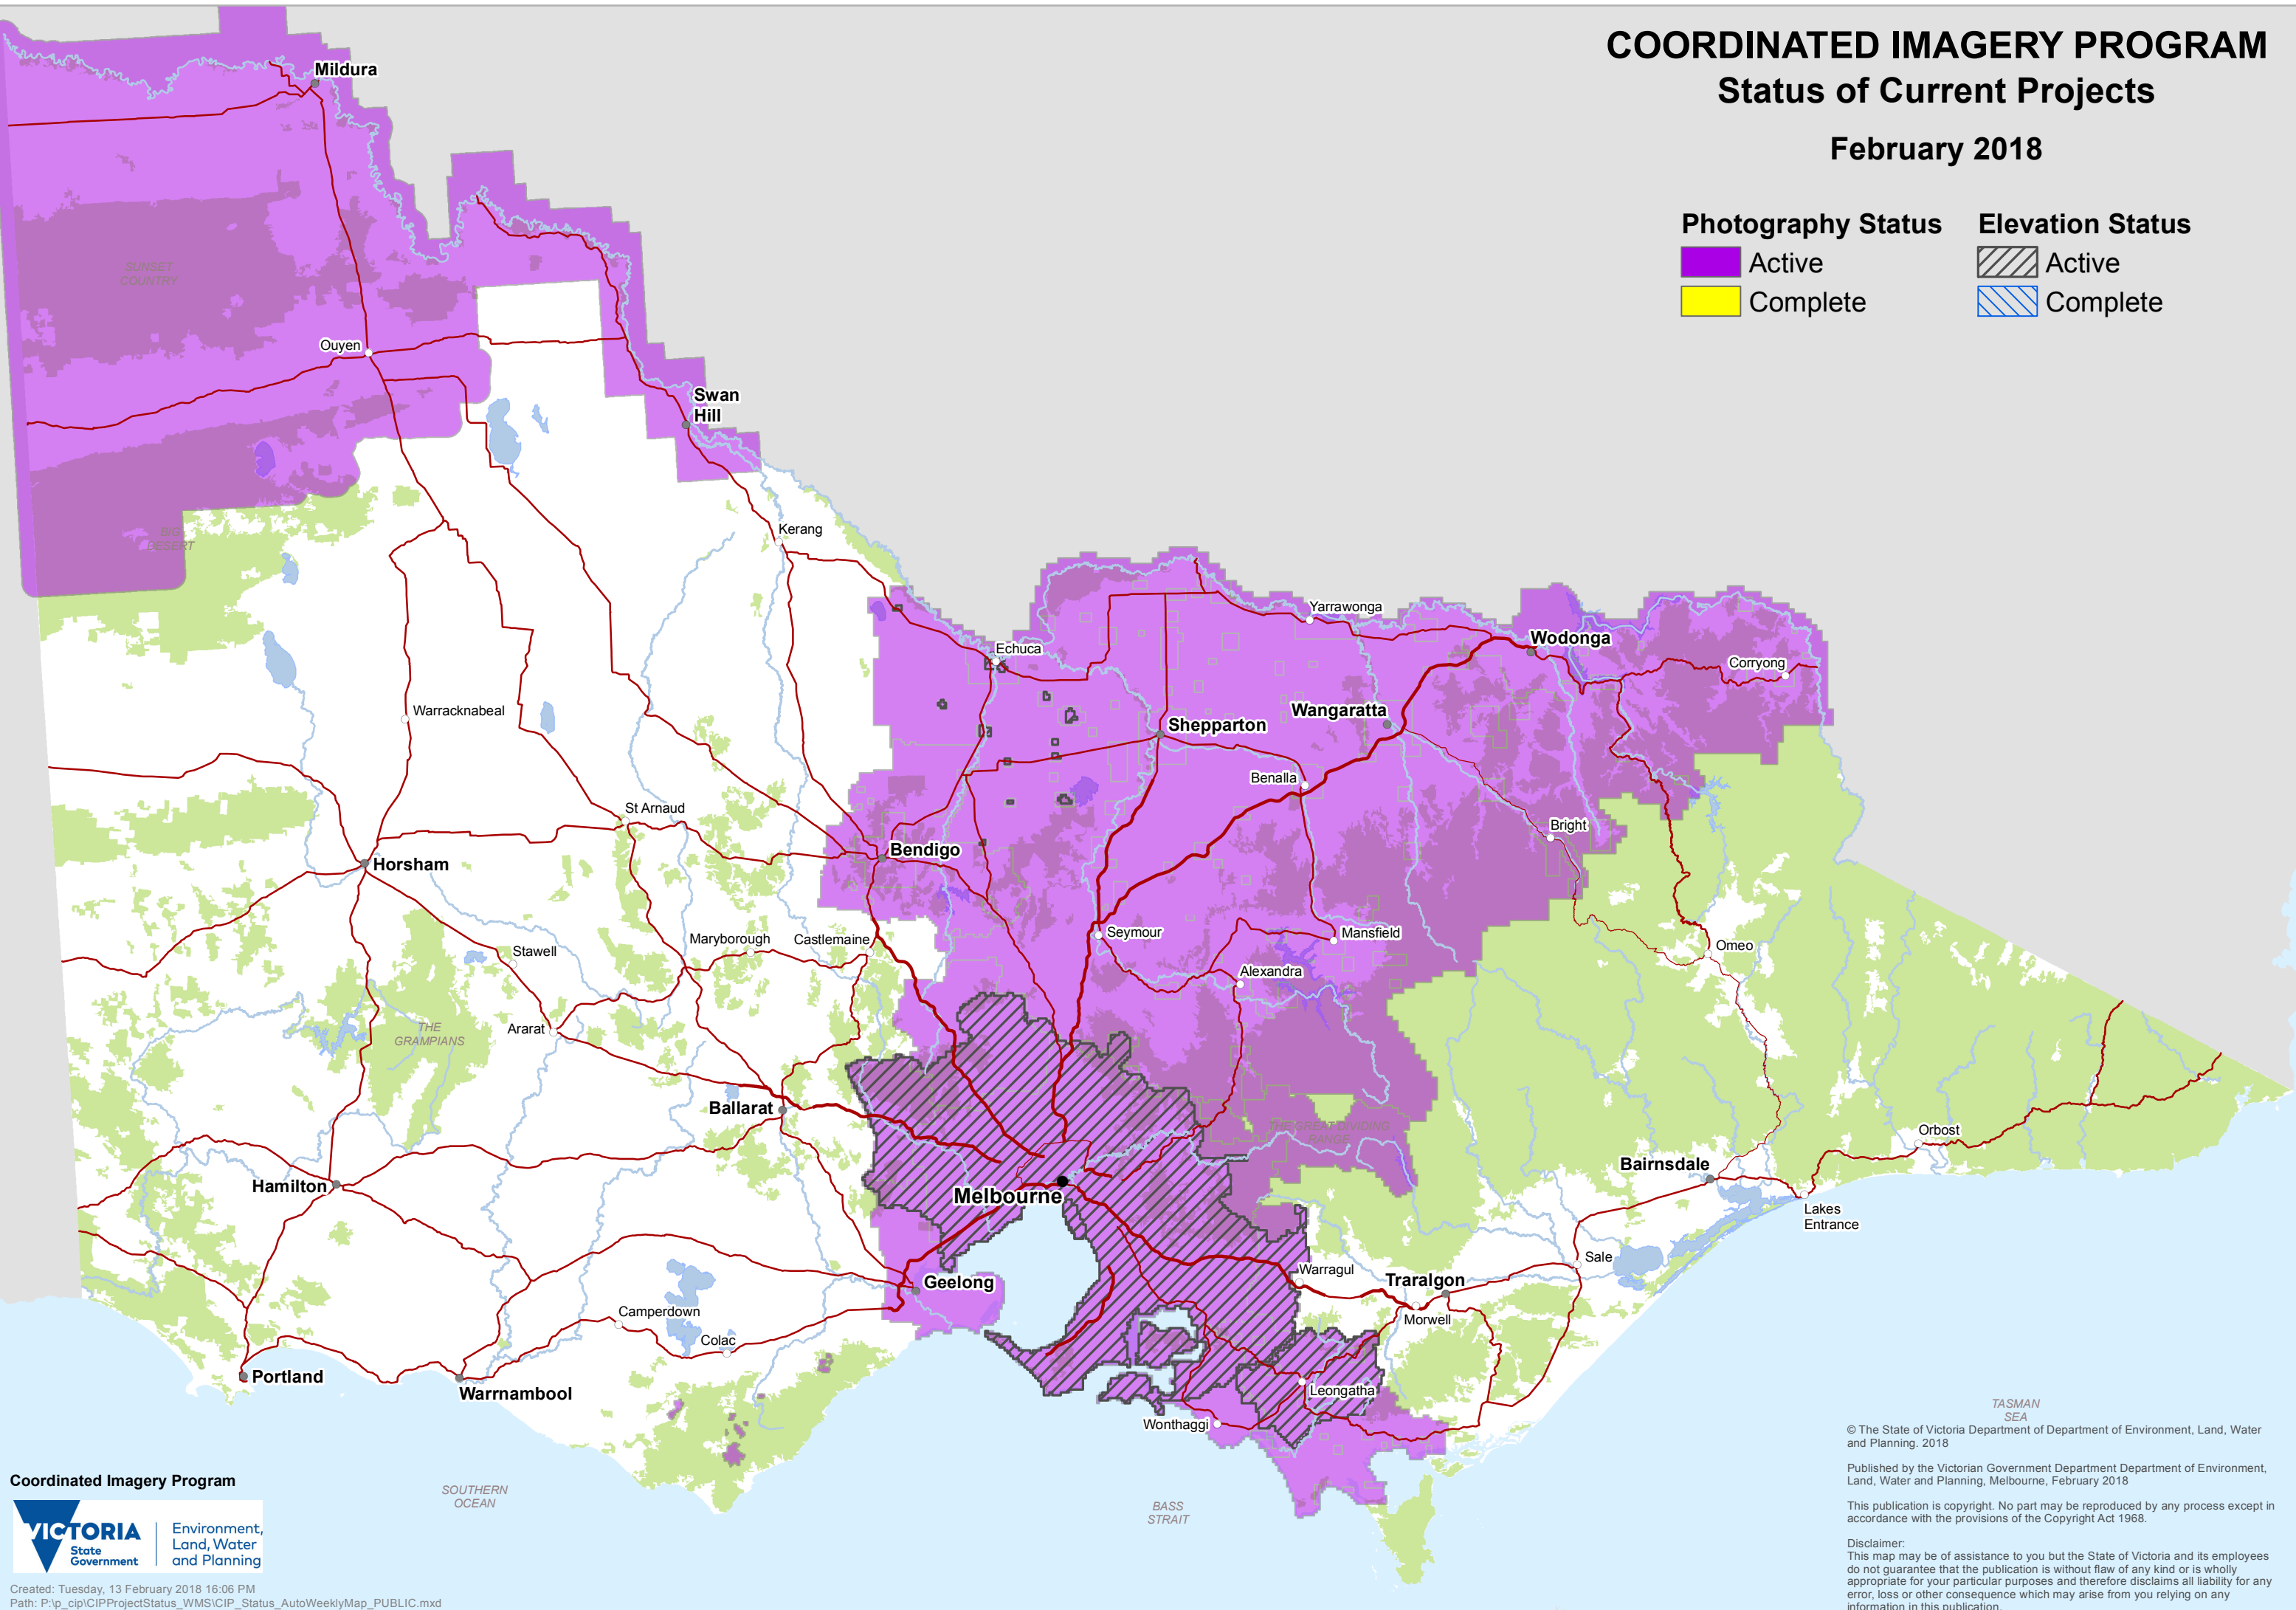 COORDINATED IMAGERY PROGRAM
Status of Current Projects
February 2018
Photography Status
Active
Complete
Elevation Status
Active
Complete
Mildura
SUNSET
COUNTRY
Ouyen
Swan
Hill
BIG
DESERT
Kerang
Echuca
Yarrawonga
Wodonga
Corryong
Warracknabeal
Shepparton
Wangaratta
Benalla
St Arnaud
Bright
Horsham
Bendigo
Stawell
Maryborough
Castlemaine
Seymour
Mansfield
Omeo
Alexandra
THE
GRAMPIANS
Ararat
Ballarat
THE GREAT DIVIDING
RANGE
Orbost
Bairnsdale
Hamilton
Melbourne
Lakes
Entrance
Sale
Geelong
Warragul
Traralgon
Morwell
Camperdown
Colac
Portland
Warrnambool
Leongatha
Wonthaggi
TASMAN
SEA
SOUTHERN
OCEAN
BASS
STRAIT
Coordinated Imagery Program
VICTORIA
State
Government
Environment,
Land, Water
and Planning
Created: Tuesday, 13 February 2018 16:06 PM
Path: P:\p_cip\CIPProjectStatus_WMS\CIP_Status_AutoWeeklyMap_PUBLIC.mxd
© The State of Victoria Department of Department of Environment, Land, Water
and Planning. 2018
Published by the Victorian Government Department Department of Environment,
Land, Water and Planning, Melbourne, February 2018
This publication is copyright. No part may be reproduced by any process except in
accordance with the provisions of the Copyright Act 1968.
Disclaimer:
This map may be of assistance to you but the State of Victoria and its employees
do not guarantee that the publication is without flaw of any kind or is wholly
appropriate for your particular purposes and therefore disclaims all liability for any
error, loss or other consequence which may arise from you relying on any
information in this publication.